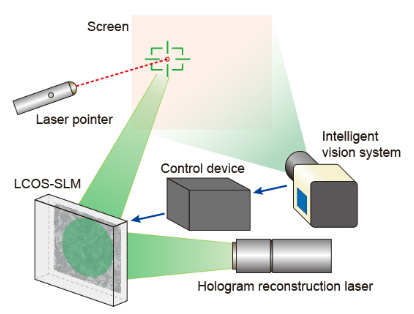 Screen
Laser pointer
Intelligent
vision system
Control device
LCOS-SLM
Hologram reconstruction laser